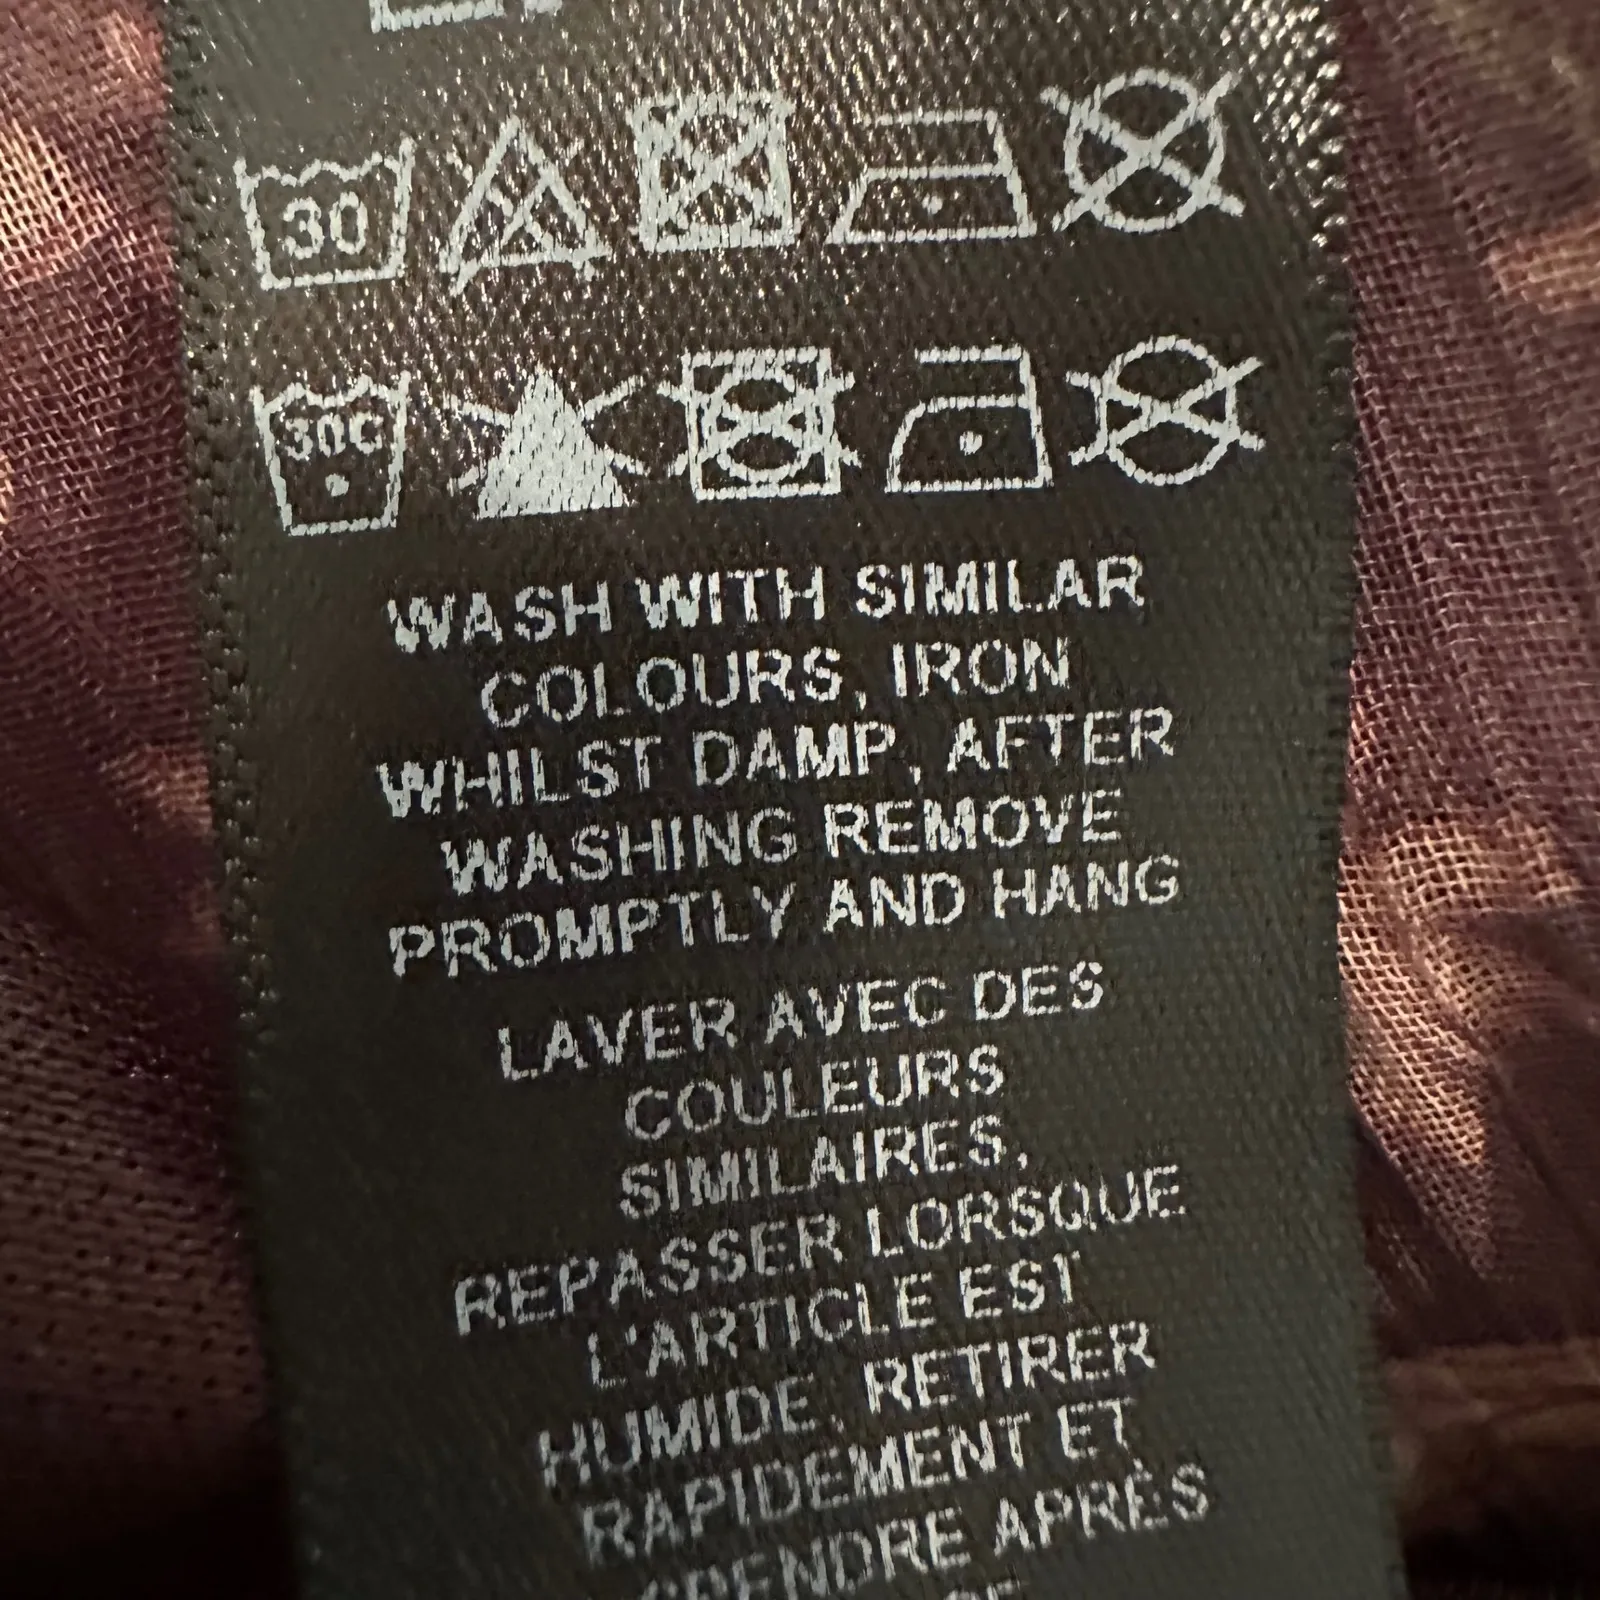 30
30C
WASH WITH SIMILAR
COLOURS, IRON
WHILST DAMP, AFTER
WASHING REMOVE
PROMPTLY AND HANG
LAVER AVEC DES
COULEURS
SIMILAIRES,
REPASSER LORSQUE
L'ARTICLE EST
HUMIDE, RETIRER
RAPIDEMENT ET
APRÈS